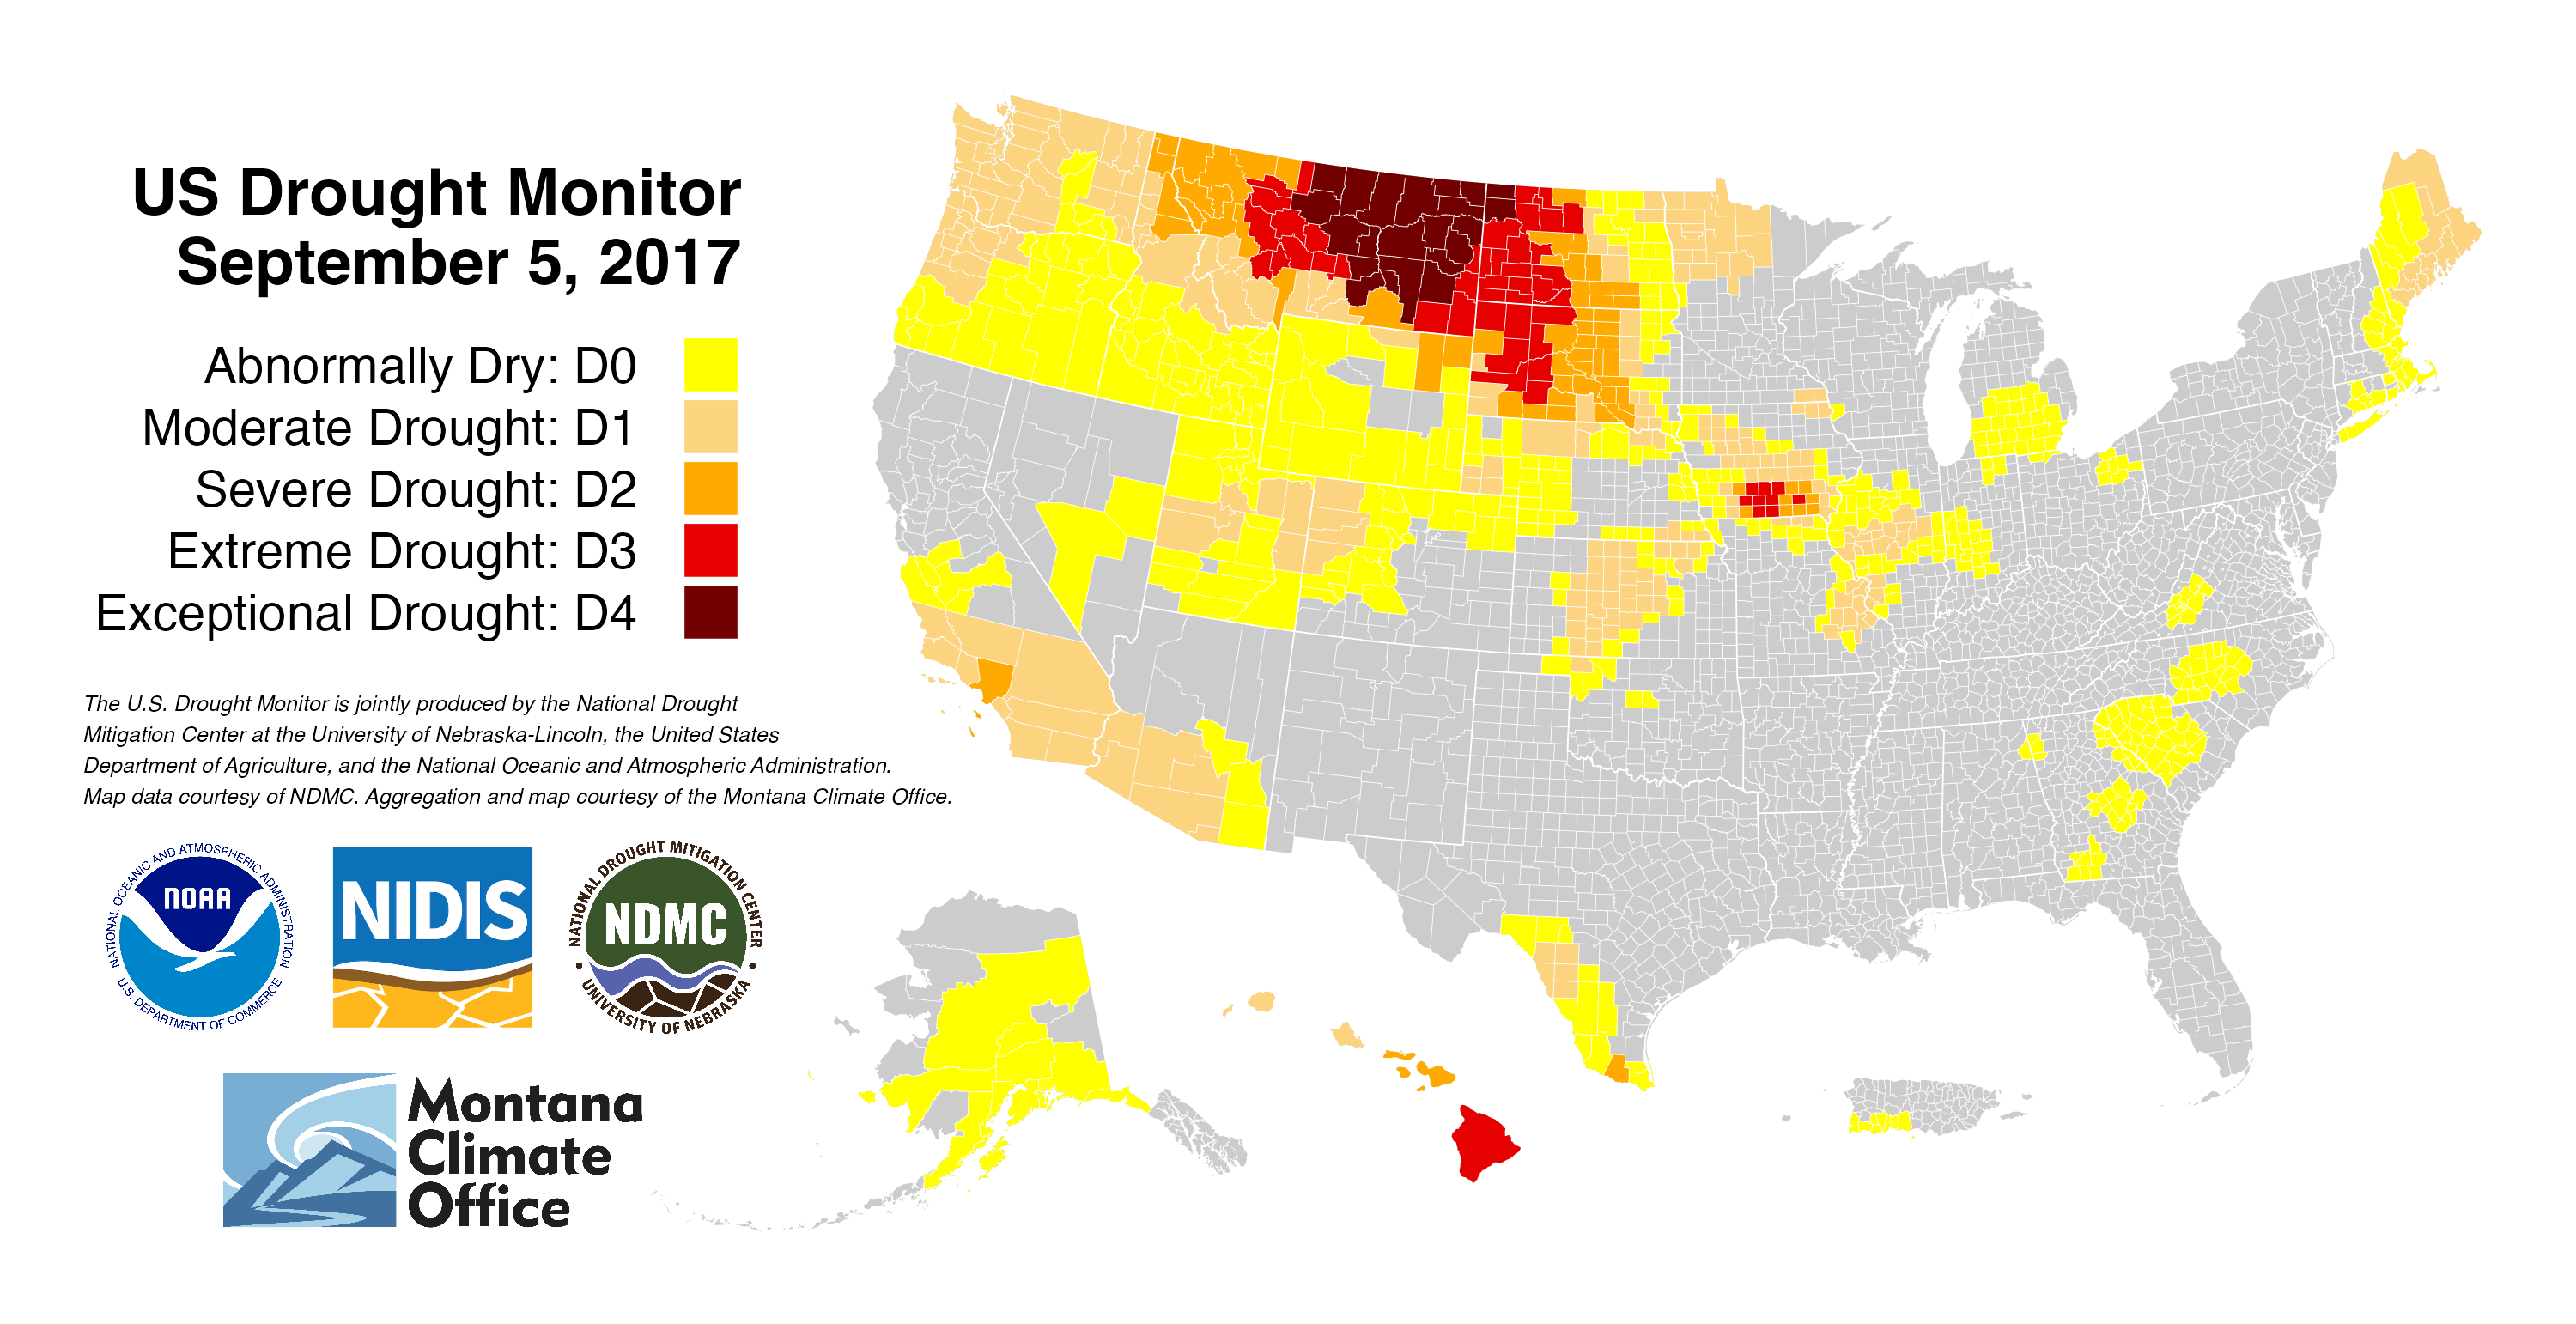 US Drought Monitor
September 5, 2017
Abnormally Dry: D0
Moderate Drought: D1
Severe Drought: D2
Extreme Drought: D3
Exceptional Drought: D4
The U.S. Drought Monitor is jointly produced by the National Drought
Mitigation Center at the University of Nebraska-Lincoln, the United States
Department of Agriculture, and the National Oceanic and Atmospheric Administration.
Map data courtesy of NDMC. Aggregation and map courtesy of the Montana Climate Office.
NATIONAL OCEANIC AND ATMOSPHERIC ADMINISTRATION
NOAA
U.S. DEPARTMENT OF COMMERCE
NIDIS
NATIONAL DROUGHT MITIGATION CENTER
NDMC
UNIVERSITY OF NEBRASKA
Montana
Climate
Office